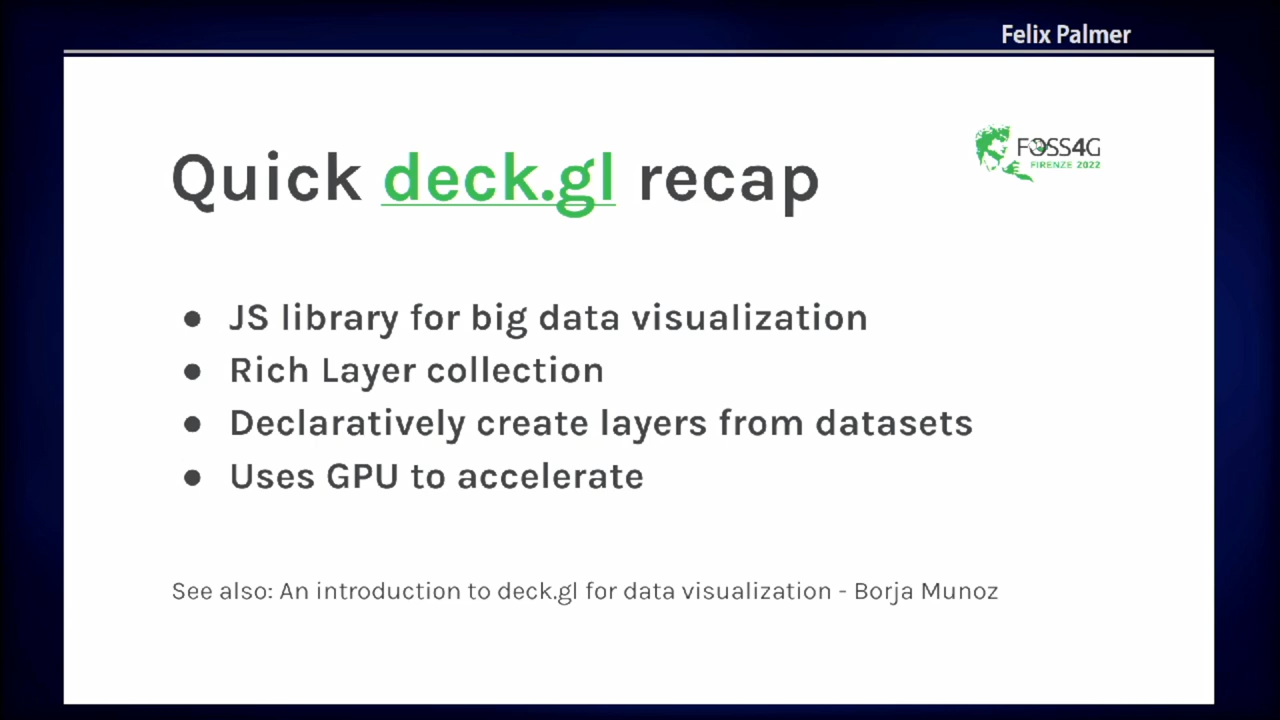 Felix Palmer
Quick deck.gl recap
FOSS4G
FIRENZE 2022
● JS library for big data visualization
● Rich Layer collection
● Declaratively create layers from datasets
● Uses GPU to accelerate
See also: An introduction to deck.gl for data visualization - Borja Munoz